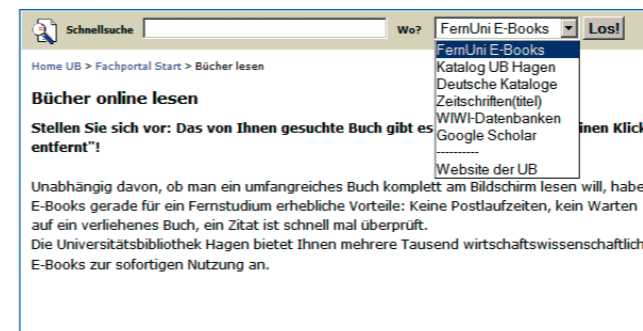 Schnellsuche Wo? FernUni E-Books Los!
FernUni E-Books
Katalog UB Hagen
Deutsche Kataloge
Zeitschriften(titel)
WIWI-Datenbanken
Google Scholar
----------
Website der UB
Home UB > Fachportal Start > Bücher lesen
Bücher online lesen
Stellen Sie sich vor: Das von Ihnen gesuchte Buch gibt es inen Klick
entfernt"!
Unabhängig davon, ob man ein umfangreiches Buch komplett am Bildschirm lesen will, habe
E-Books gerade für ein Fernstudium erhebliche Vorteile: Keine Postlaufzeiten, kein Warten
auf ein verliehenes Buch, ein Zitat ist schnell mal überprüft.
Die Universitätsbibliothek Hagen bietet Ihnen mehrere Tausend wirtschaftswissenschaftlich
E-Books zur sofortigen Nutzung an.